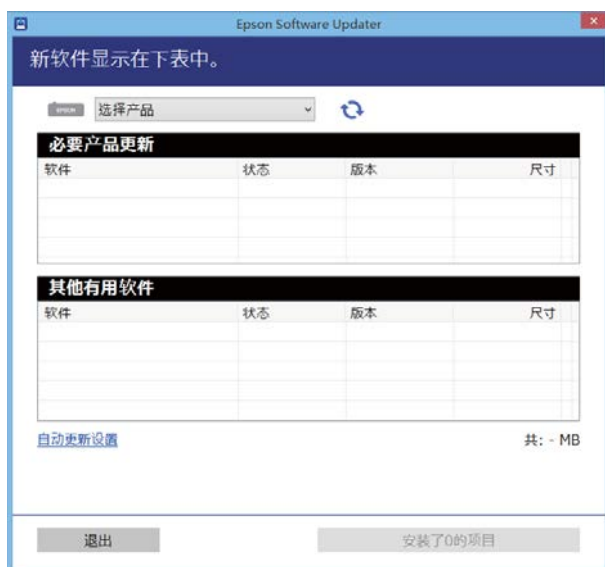 Epson Software Updater
新软件显示在下表中。
EPSON 选择产品
必要产品更新
软件 状态 版本 尺寸
其他有用软件
软件 状态 版本 尺寸
自动更新设置 共: - MB
退出 安装了0的项目